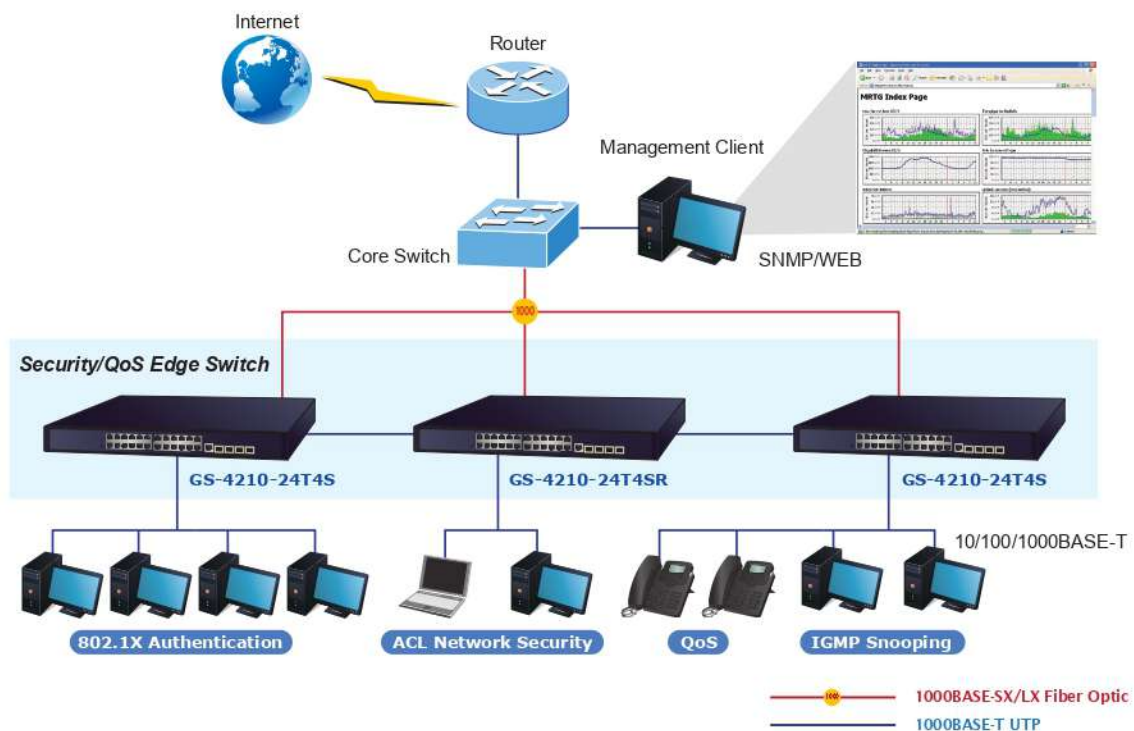 Internet
Router
MRTG Index Page
Management Client
Core Switch
SNMP/WEB
1000
Security/QoS Edge Switch
GS-4210-24T4S
GS-4210-24T4SR
GS-4210-24T4S
10/100/1000BASE-T
802.1X Authentication
ACL Network Security
QoS
IGMP Snooping
1000
1000BASE-SX/LX Fiber Optic
1000BASE-T UTP